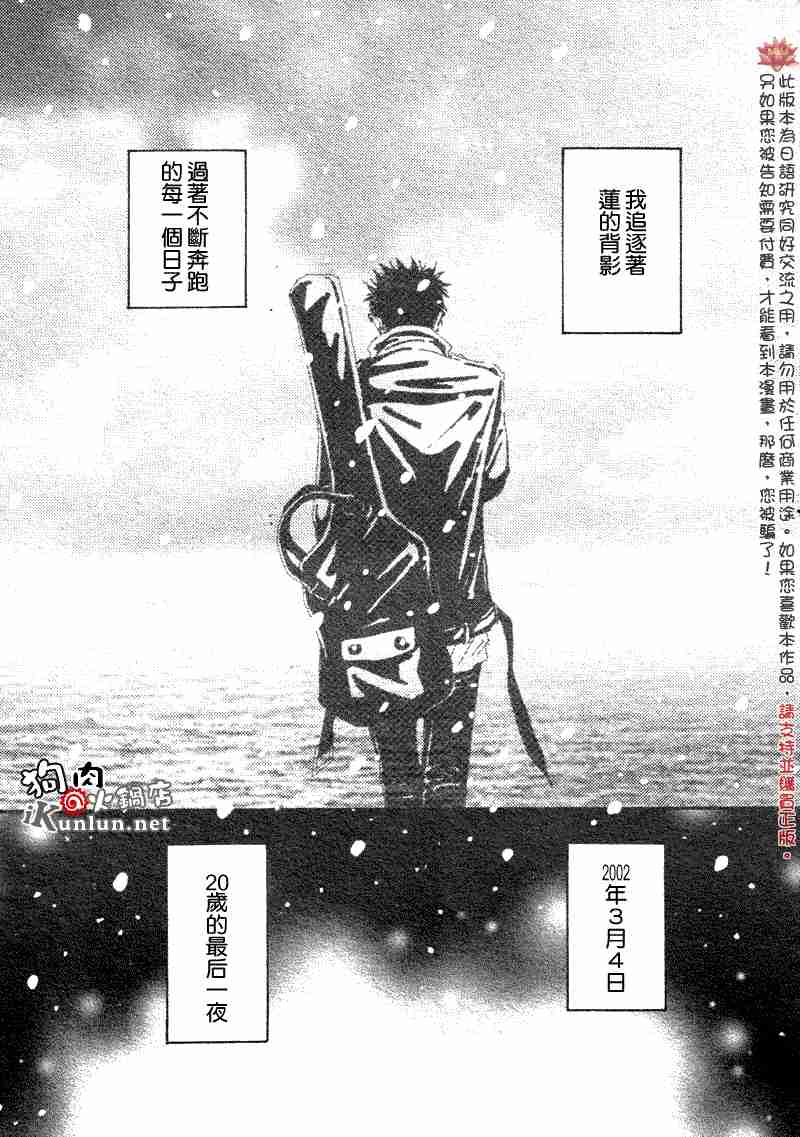 我追逐著
蓮的背影
過著不斷奔跑
的每一個日子
2002年3月4日
20歲的最后一夜
此版本為日語研究同好交流之用，請勿用於任何商業用途。如果您喜歡本作品，請支持並購買正版。
另如果您被告知需要付費，才能看到本漫畫，那麼，您被騙了！
狗肉
火鍋店
iKunlun.net